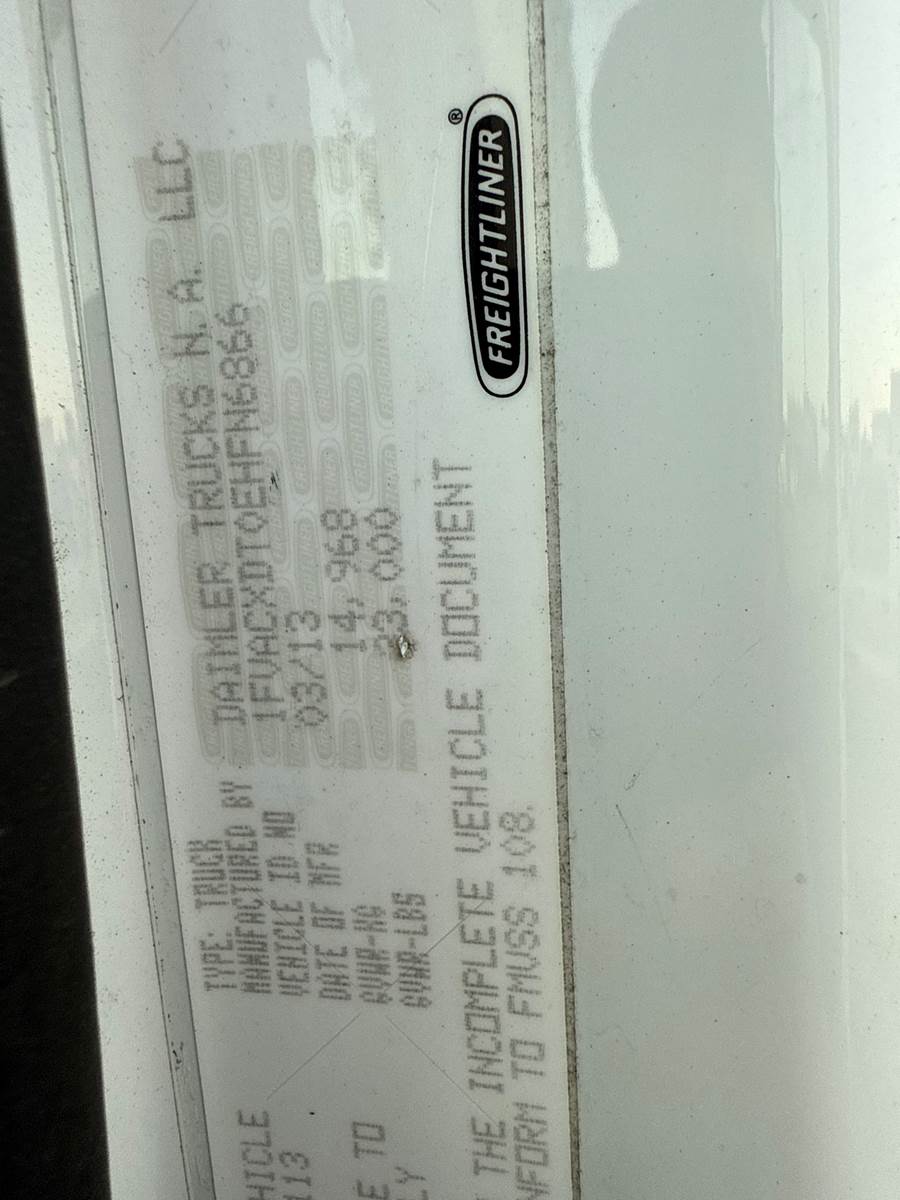 TYPE: TRUCK
MANUFACTURED BY DAIMLER TRUCKS N.A. LLC
VEHICLE ID NO 1FVACXDT0EHFN6866
DATE OF MFR 03/13
GVWR-KG 14,968
GVWR-LBS 33,000
HICLE
13
E TO
LY
THE INCOMPLETE VEHICLE DOCUMENT
NFORM TO FMVSS 108.
FREIGHTLINER®